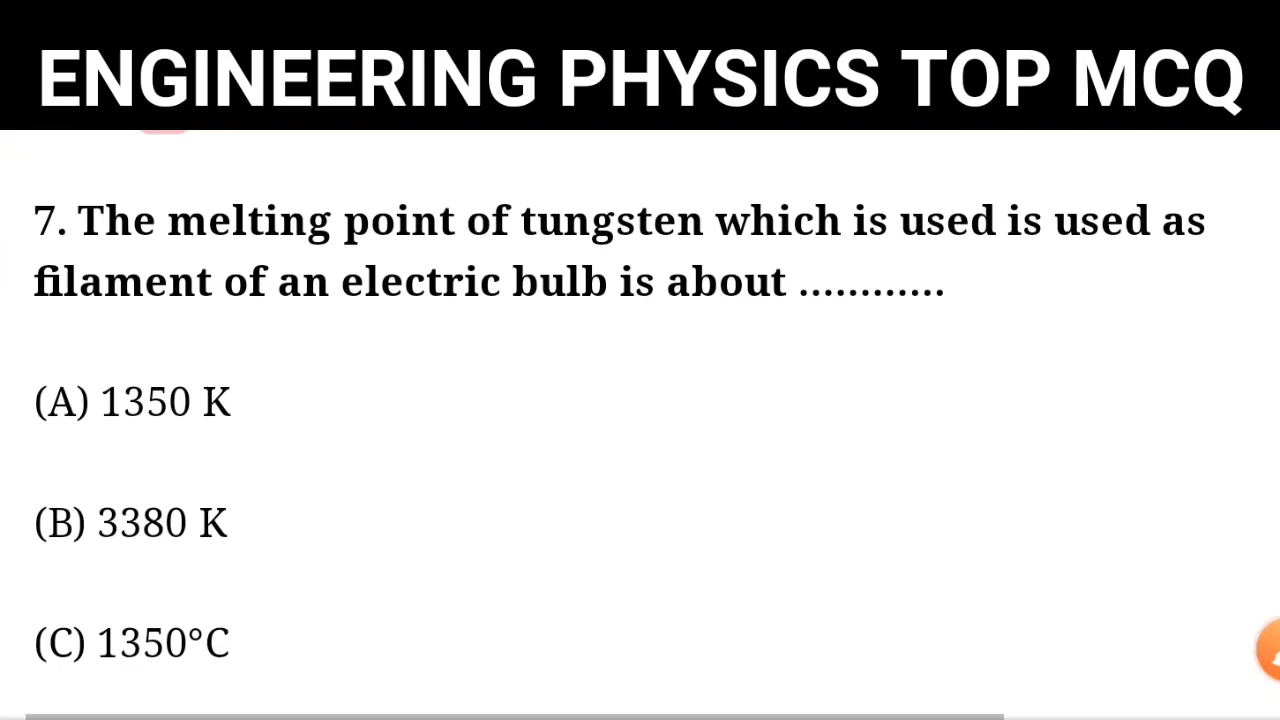 ENGINEERING PHYSICS TOP MCQ
7. The melting point of tungsten which is used is used as
filament of an electric bulb is about ............
(A) 1350 K
(B) 3380 K
(C) 1350°C